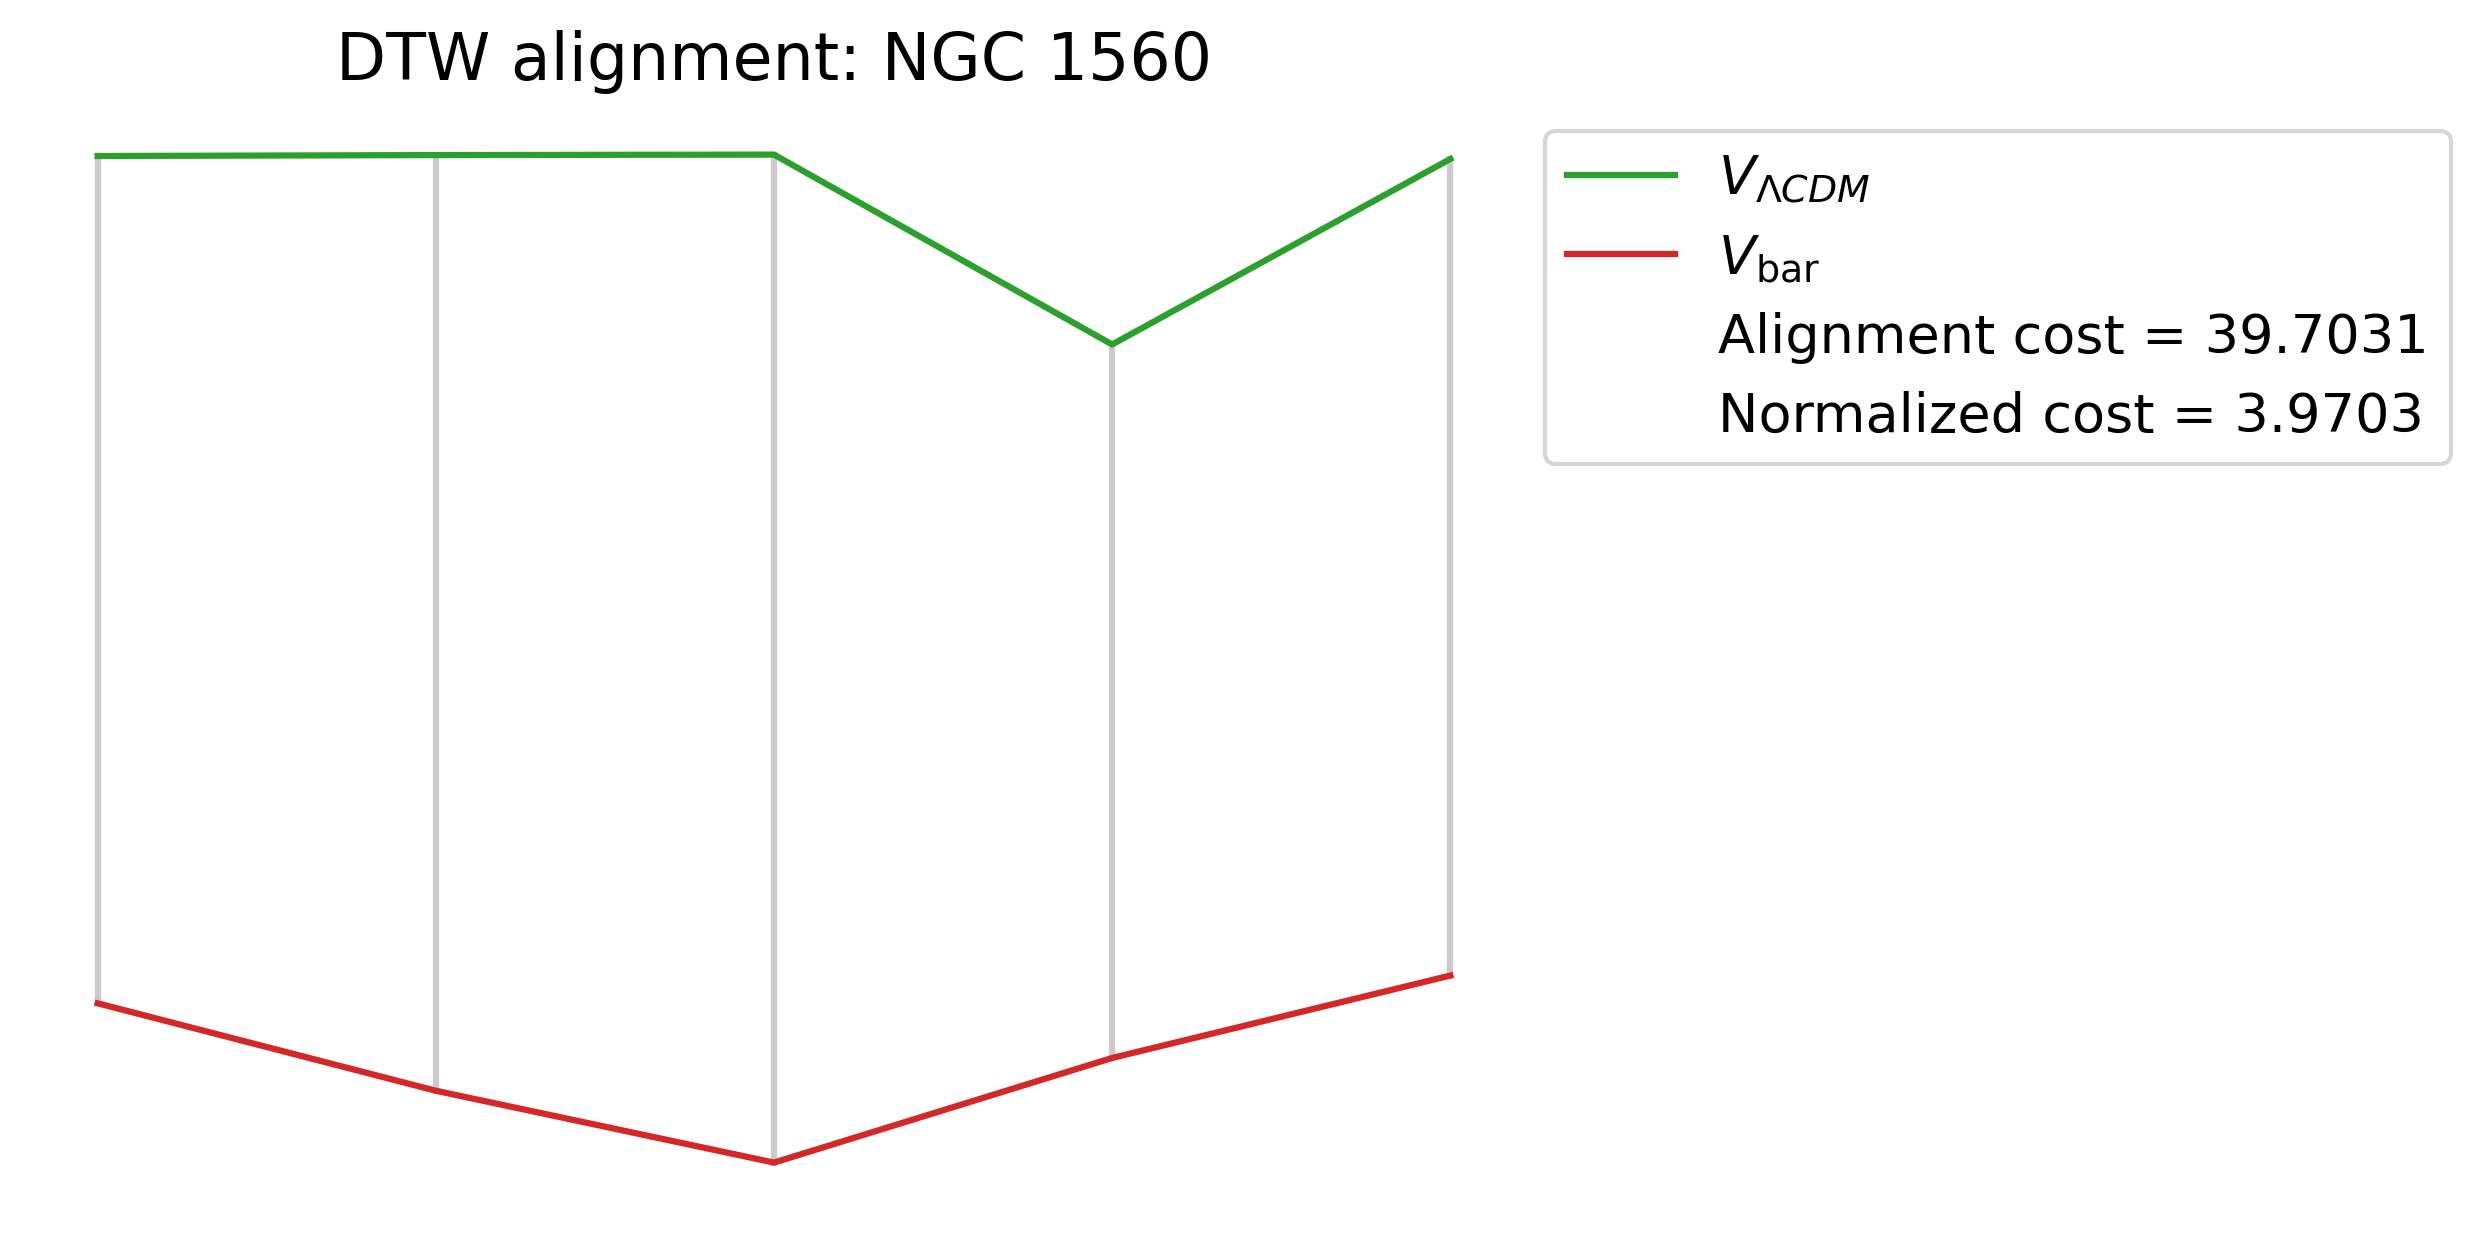 DTW alignment: NGC 1560
V_ΛCDM
V_bar
Alignment cost = 39.7031
Normalized cost = 3.9703